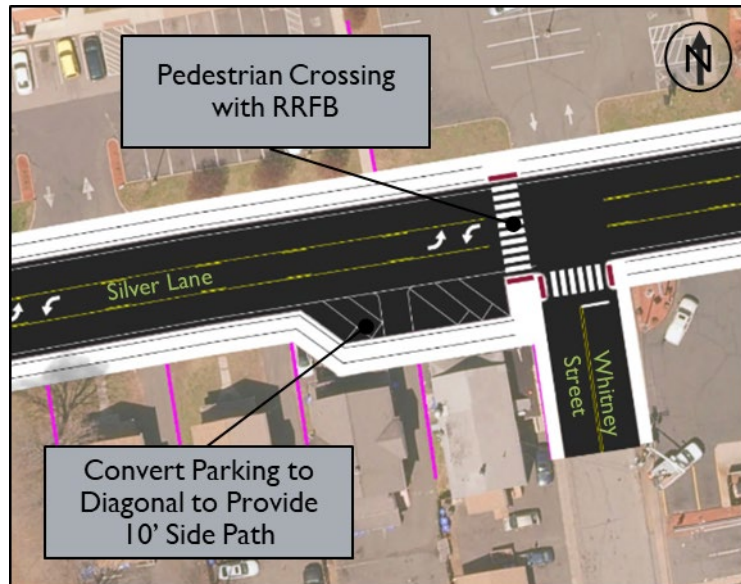 Pedestrian Crossing
with RRFB
N
Silver Lane
Whitney
Street
Convert Parking to
Diagonal to Provide
10’ Side Path